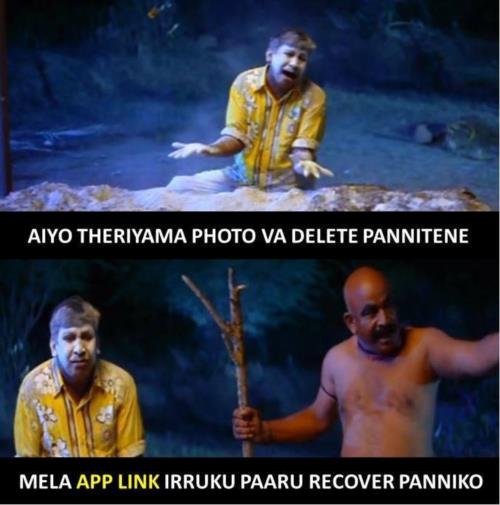 AIYO THERIYAMA PHOTO VA DELETE PANNITENE
MELA APP LINK IRRUKU PAARU RECOVER PANNIKO